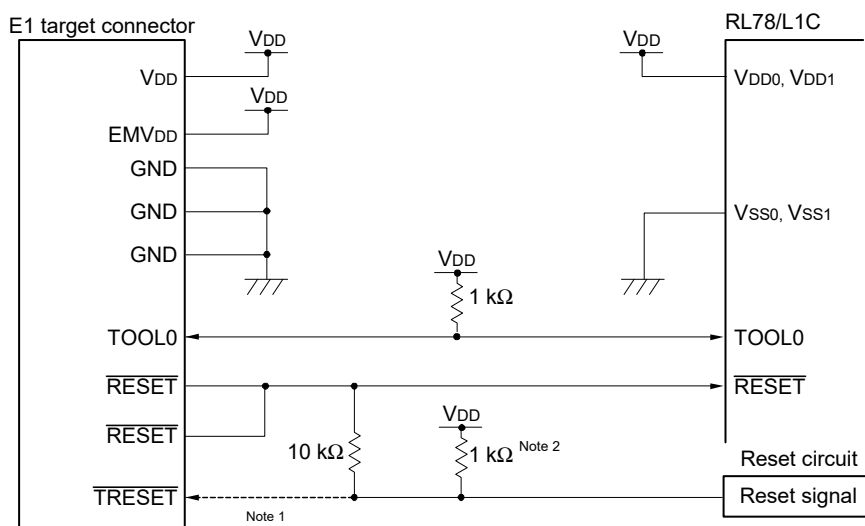 E1 target connector
RL78/L1C
VDD
VDD
VDD
VDD0, VDD1
VDD
EMVDD
GND
GND
VSS0, VSS1
GND
VDD
1 kΩ
TOOL0
TOOL0
RESET
RESET
VDD
RESET
10 kΩ
1 kΩ Note 2
Reset circuit
TRESET
Reset signal
Note 1